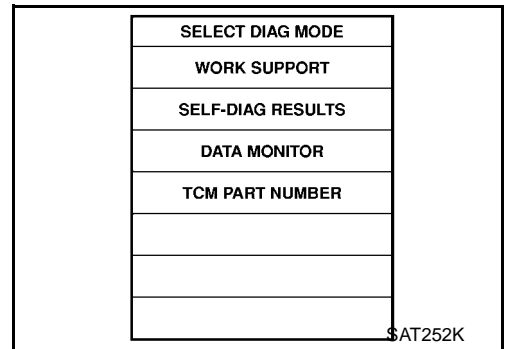 SELECT DIAG MODE
WORK SUPPORT
SELF-DIAG RESULTS
DATA MONITOR
TCM PART NUMBER
SAT252K